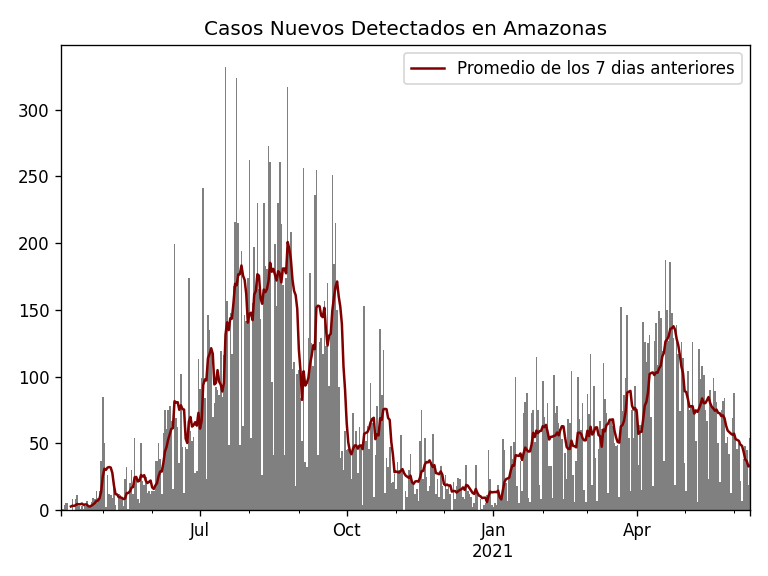 Casos Nuevos Detectados en Amazonas
Promedio de los 7 dias anteriores
300
250
200
150
100
50
0
Jul
Oct
Jan
2021
Apr